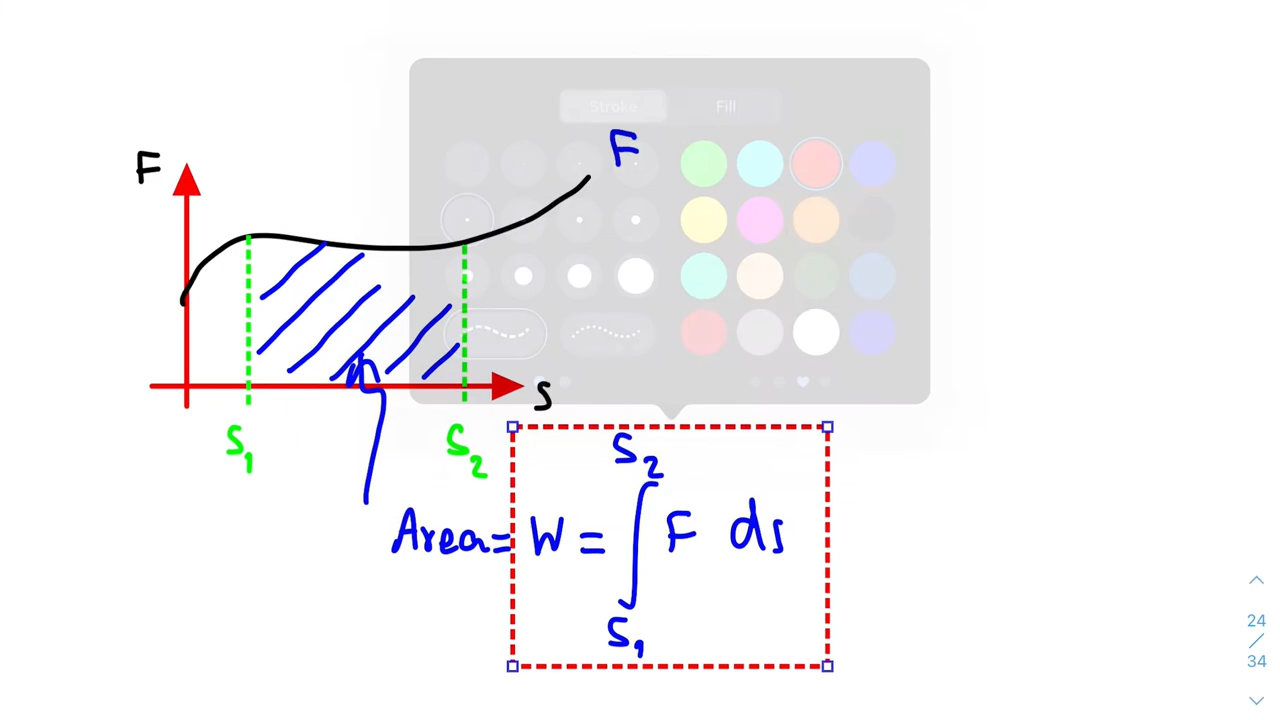 Stroke Fill
F
F
s
s₁ s₂
s₂
Area = W = ∫ F ds
s₁
24
/
34